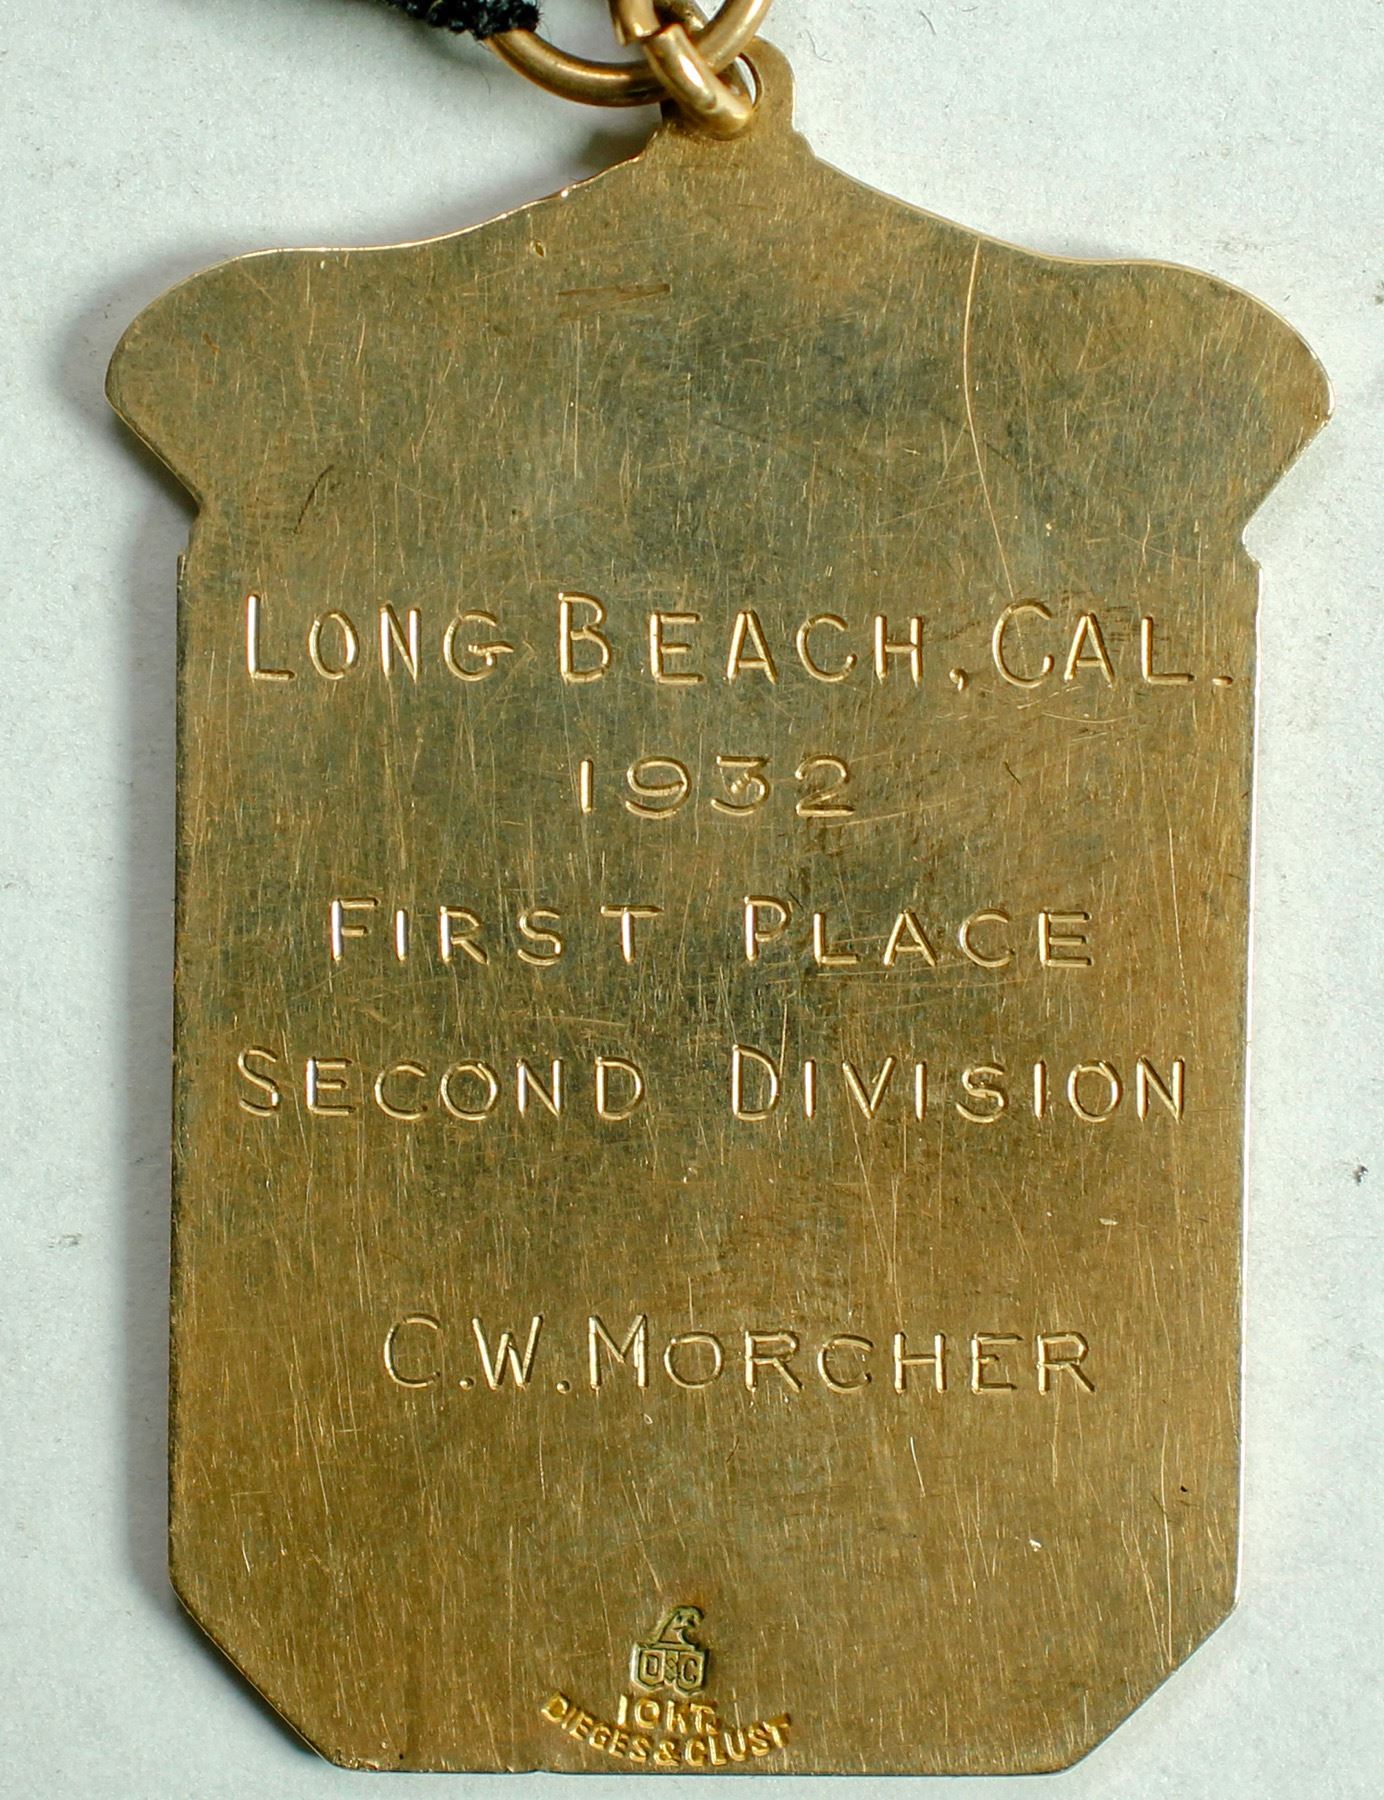 LONG BEACH, CAL.
1932
FIRST PLACE
SECOND DIVISION
C.W. MORCHER
D&C
10KT.
DIEGES & CLUST